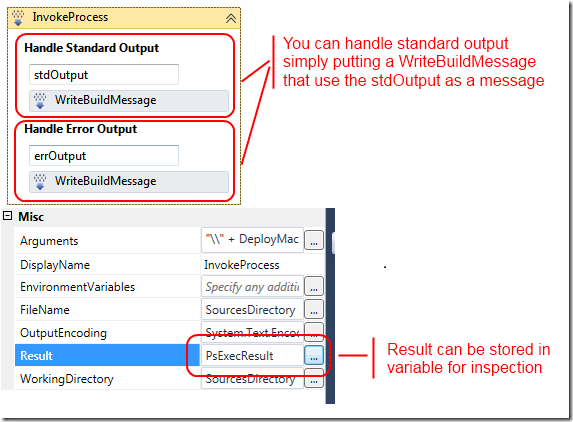 InvokeProcess
Handle Standard Output
stdOutput
WriteBuildMessage
Handle Error Output
errOutput
WriteBuildMessage
You can handle standard output
simply putting a WriteBuildMessage
that use the stdOutput as a message
Misc
Arguments "\\" + DeployMac ...
DisplayName InvokeProcess
EnvironmentVariables Specify any additio ...
FileName SourcesDirectory ...
OutputEncoding System.Text.Enco ...
Result PsExecResult ...
WorkingDirectory SourcesDirectory ...
Result can be stored in
variable for inspection